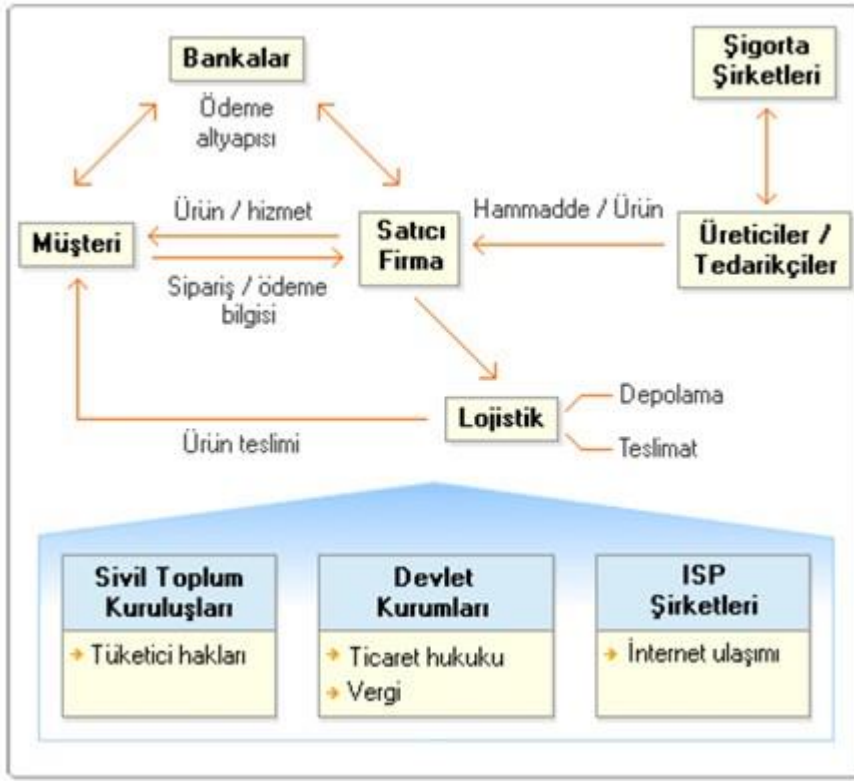 Bankalar
Şigorta
Şirketleri
Ödeme
altyapısı
Ürün / hizmet
Hammadde / Ürün
Müşteri
Satıcı
Firma
Üreticiler /
Tedarikçiler
Sipariş / ödeme
bilgisi
Lojistik
Depolama
Teslimat
Ürün teslimi
Sivil Toplum
Kuruluşları
Tüketici hakları
Devlet
Kurumları
Ticaret hukuku
Vergi
ISP
Şirketleri
İnternet ulaşımı